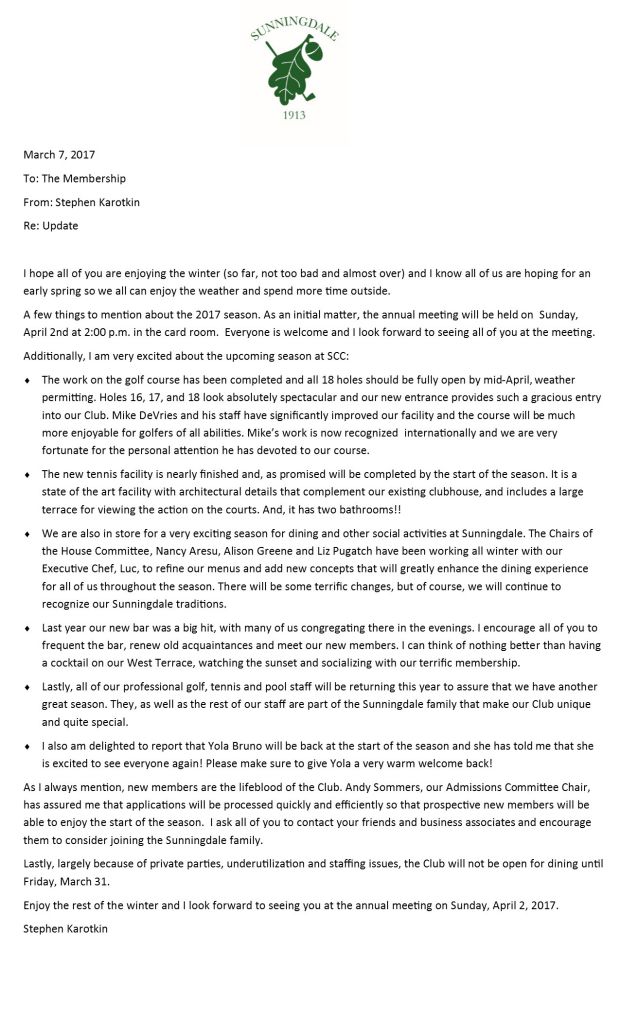 SUNNINGDALE
1913
March 7, 2017
To: The Membership
From: Stephen Karotkin
Re: Update
I hope all of you are enjoying the winter (so far, not too bad and almost over) and I know all of us are hoping for an
early spring so we all can enjoy the weather and spend more time outside.
A few things to mention about the 2017 season. As an initial matter, the annual meeting will be held on  Sunday,
April 2nd at 2:00 p.m. in the card room.  Everyone is welcome and I look forward to seeing all of you at the meeting.
Additionally, I am very excited about the upcoming season at SCC:
♦ The work on the golf course has been completed and all 18 holes should be fully open by mid-April, weather
permitting. Holes 16, 17, and 18 look absolutely spectacular and our new entrance provides such a gracious entry
into our Club. Mike DeVries and his staff have significantly improved our facility and the course will be much
more enjoyable for golfers of all abilities. Mike's work is now recognized  internationally and we are very
fortunate for the personal attention he has devoted to our course.
♦ The new tennis facility is nearly finished and, as promised will be completed by the start of the season. It is a
state of the art facility with architectural details that complement our existing clubhouse, and includes a large
terrace for viewing the action on the courts. And, it has two bathrooms!!
♦ We are also in store for a very exciting season for dining and other social activities at Sunningdale. The Chairs of
the House Committee, Nancy Aresu, Alison Greene and Liz Pugatch have been working all winter with our
Executive Chef, Luc, to refine our menus and add new concepts that will greatly enhance the dining experience
for all of us throughout the season. There will be some terrific changes, but of course, we will continue to
recognize our Sunningdale traditions.
♦ Last year our new bar was a big hit, with many of us congregating there in the evenings. I encourage all of you to
frequent the bar, renew old acquaintances and meet our new members. I can think of nothing better than having
a cocktail on our West Terrace, watching the sunset and socializing with our terrific membership.
♦ Lastly, all of our professional golf, tennis and pool staff will be returning this year to assure that we have another
great season. They, as well as the rest of our staff are part of the Sunningdale family that make our Club unique
and quite special.
♦ I also am delighted to report that Yola Bruno will be back at the start of the season and she has told me that she
is excited to see everyone again! Please make sure to give Yola a very warm welcome back!
As I always mention, new members are the lifeblood of the Club. Andy Sommers, our Admissions Committee Chair,
has assured me that applications will be processed quickly and efficiently so that prospective new members will be
able to enjoy the start of the season.  I ask all of you to contact your friends and business associates and encourage
them to consider joining the Sunningdale family.
Lastly, largely because of private parties, underutilization and staffing issues, the Club will not be open for dining until
Friday, March 31.
Enjoy the rest of the winter and I look forward to seeing you at the annual meeting on Sunday, April 2, 2017.
Stephen Karotkin